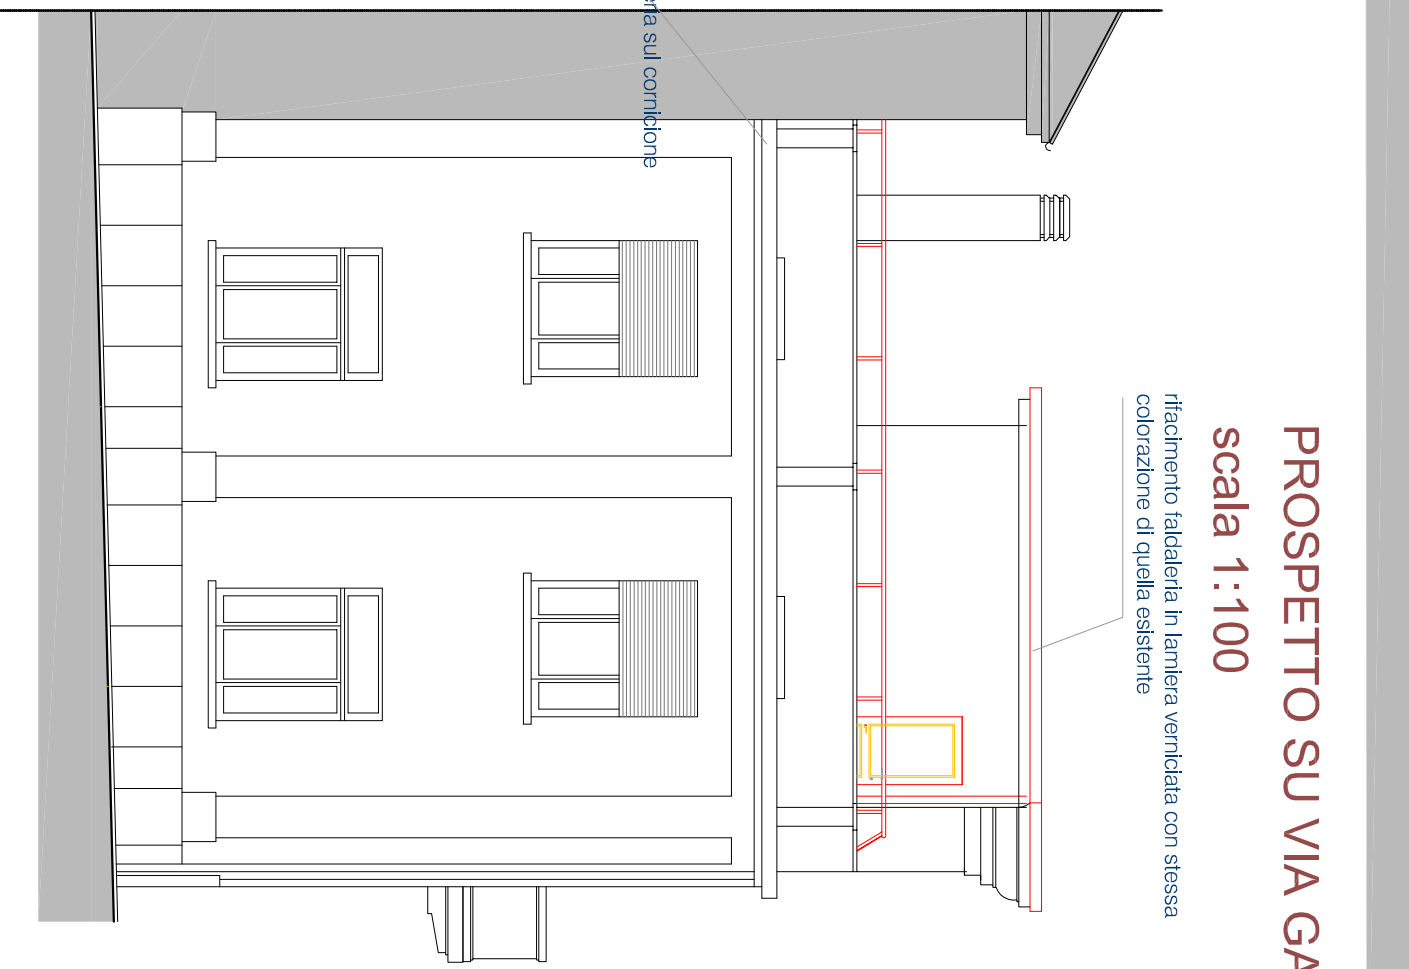 PROSPETTO SU VIA GA
scala 1:100
rifacimento faldaleria in lamiera verniciata con stessa
colorazione di quella esistente
sul cornicione